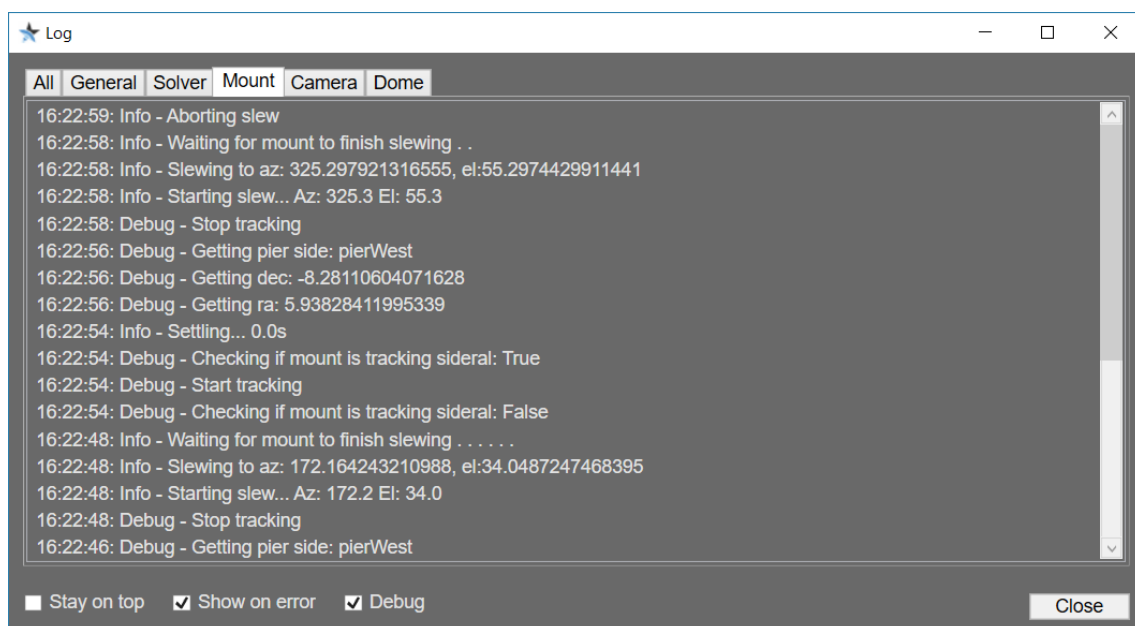 Log
All General Solver Mount Camera Dome
16:22:59: Info - Aborting slew
16:22:58: Info - Waiting for mount to finish slewing . .
16:22:58: Info - Slewing to az: 325.297921316555, el:55.2974429911441
16:22:58: Info - Starting slew... Az: 325.3 El: 55.3
16:22:58: Debug - Stop tracking
16:22:56: Debug - Getting pier side: pierWest
16:22:56: Debug - Getting dec: -8.28110604071628
16:22:56: Debug - Getting ra: 5.93828411995339
16:22:54: Info - Settling... 0.0s
16:22:54: Debug - Checking if mount is tracking sideral: True
16:22:54: Debug - Start tracking
16:22:54: Debug - Checking if mount is tracking sideral: False
16:22:48: Info - Waiting for mount to finish slewing . . . . . .
16:22:48: Info - Slewing to az: 172.164243210988, el:34.0487247468395
16:22:48: Info - Starting slew... Az: 172.2 El: 34.0
16:22:48: Debug - Stop tracking
16:22:46: Debug - Getting pier side: pierWest
Stay on top Show on error Debug Close